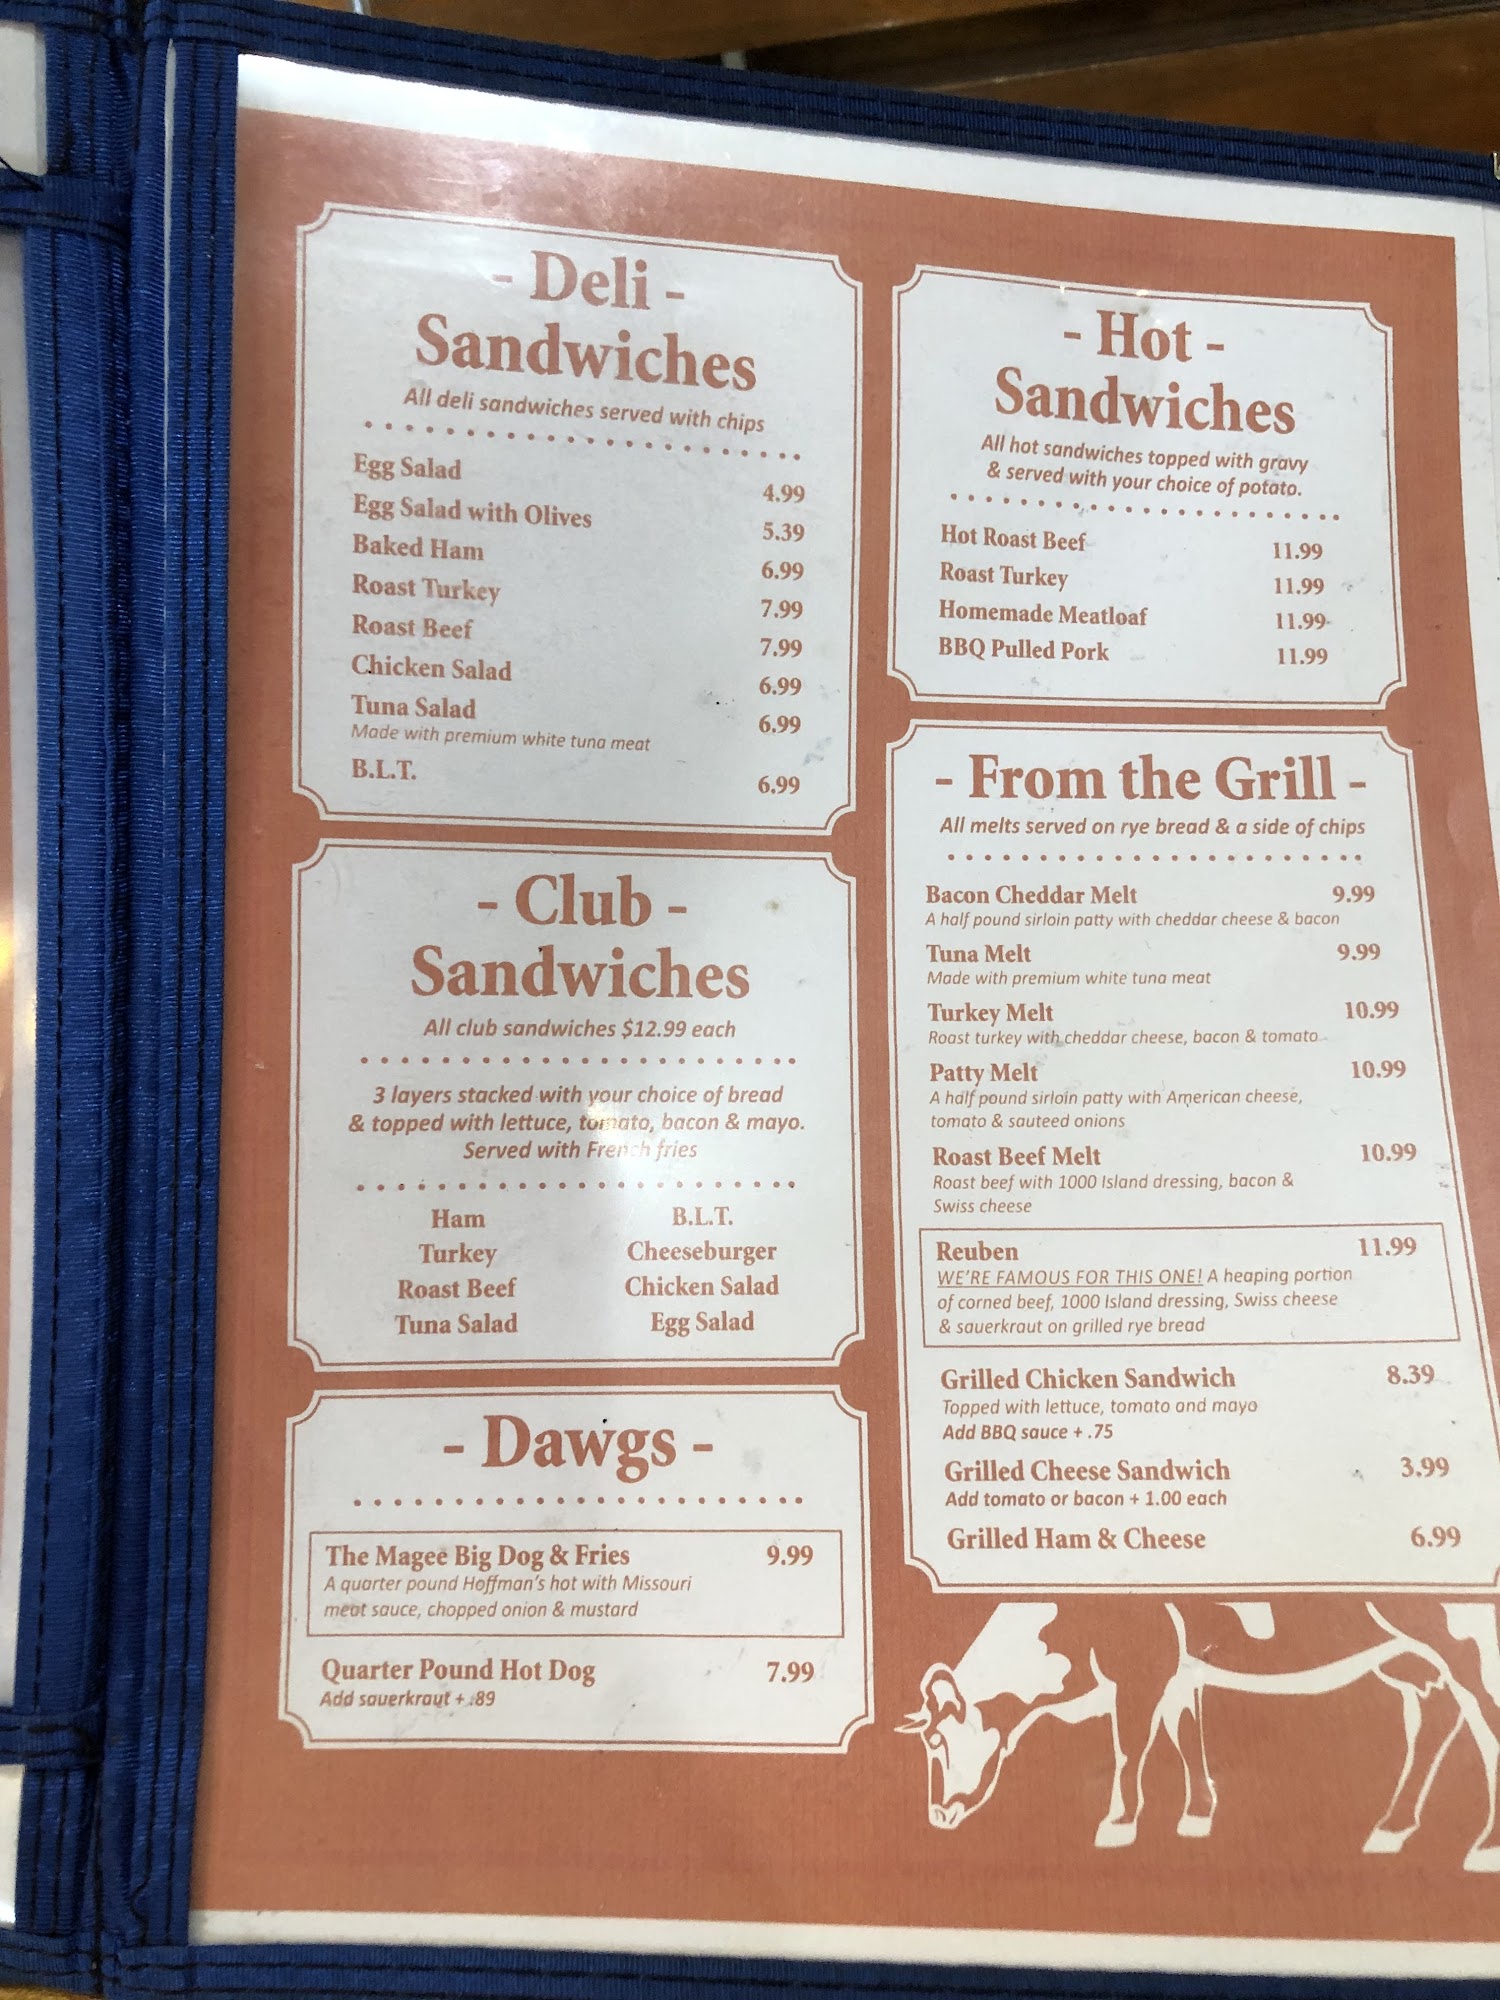 - Deli -
Sandwiches
All deli sandwiches served with chips
Egg Salad 4.99
Egg Salad with Olives 5.39
Baked Ham 6.99
Roast Turkey 7.99
Roast Beef 7.99
Chicken Salad 6.99
Tuna Salad 6.99
Made with premium white tuna meat
B.L.T. 6.99
- Club -
Sandwiches
All club sandwiches $12.99 each
3 layers stacked with your choice of bread
& topped with lettuce, tomato, bacon & mayo.
Served with French fries
Ham B.L.T.
Turkey Cheeseburger
Roast Beef Chicken Salad
Tuna Salad Egg Salad
- Dawgs -
The Magee Big Dog & Fries 9.99
A quarter pound Hoffman's hot with Missouri
meat sauce, chopped onion & mustard
Quarter Pound Hot Dog 7.99
Add sauerkraut + .89
- Hot -
Sandwiches
All hot sandwiches topped with gravy
& served with your choice of potato.
Hot Roast Beef 11.99
Roast Turkey 11.99
Homemade Meatloaf 11.99
BBQ Pulled Pork 11.99
- From the Grill -
All melts served on rye bread & a side of chips
Bacon Cheddar Melt 9.99
A half pound sirloin patty with cheddar cheese & bacon
Tuna Melt 9.99
Made with premium white tuna meat
Turkey Melt 10.99
Roast turkey with cheddar cheese, bacon & tomato
Patty Melt 10.99
A half pound sirloin patty with American cheese,
tomato & sauteed onions
Roast Beef Melt 10.99
Roast beef with 1000 Island dressing, bacon &
Swiss cheese
Reuben 11.99
WE'RE FAMOUS FOR THIS ONE! A heaping portion
of corned beef, 1000 Island dressing, Swiss cheese
& sauerkraut on grilled rye bread
Grilled Chicken Sandwich 8.39
Topped with lettuce, tomato and mayo
Add BBQ sauce + .75
Grilled Cheese Sandwich 3.99
Add tomato or bacon + 1.00 each
Grilled Ham & Cheese 6.99